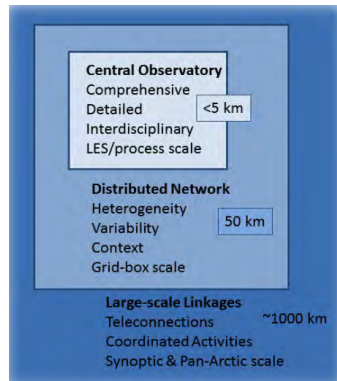 Central Observatory
Comprehensive
Detailed
<5 km
Interdisciplinary
LES/process scale
Distributed Network
Heterogeneity
Variability
50 km
Context
Grid-box scale
Large-scale Linkages
Teleconnections
~1000 km
Coordinated Activities
Synoptic & Pan-Arctic scale